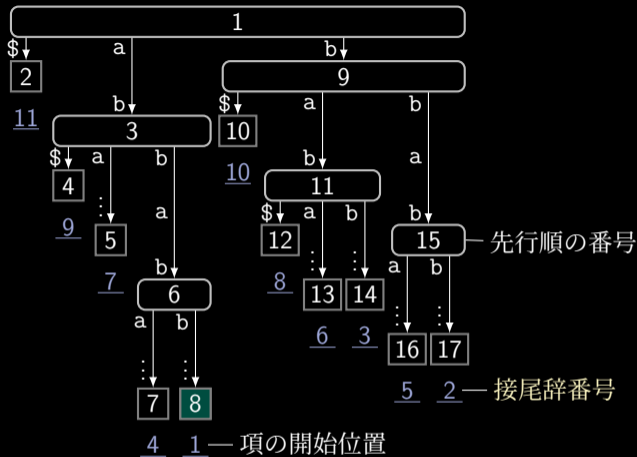 1
$ a b
2 9
11 $ a b
b
3 10
$ a b b a
10
4 11
a $ a b b
9 5 12 15 先行順の番号
7 b 8 a b
6 13 14
a b 6 3
16 17
7 8 5 2 接尾辞番号
4 1 項の開始位置